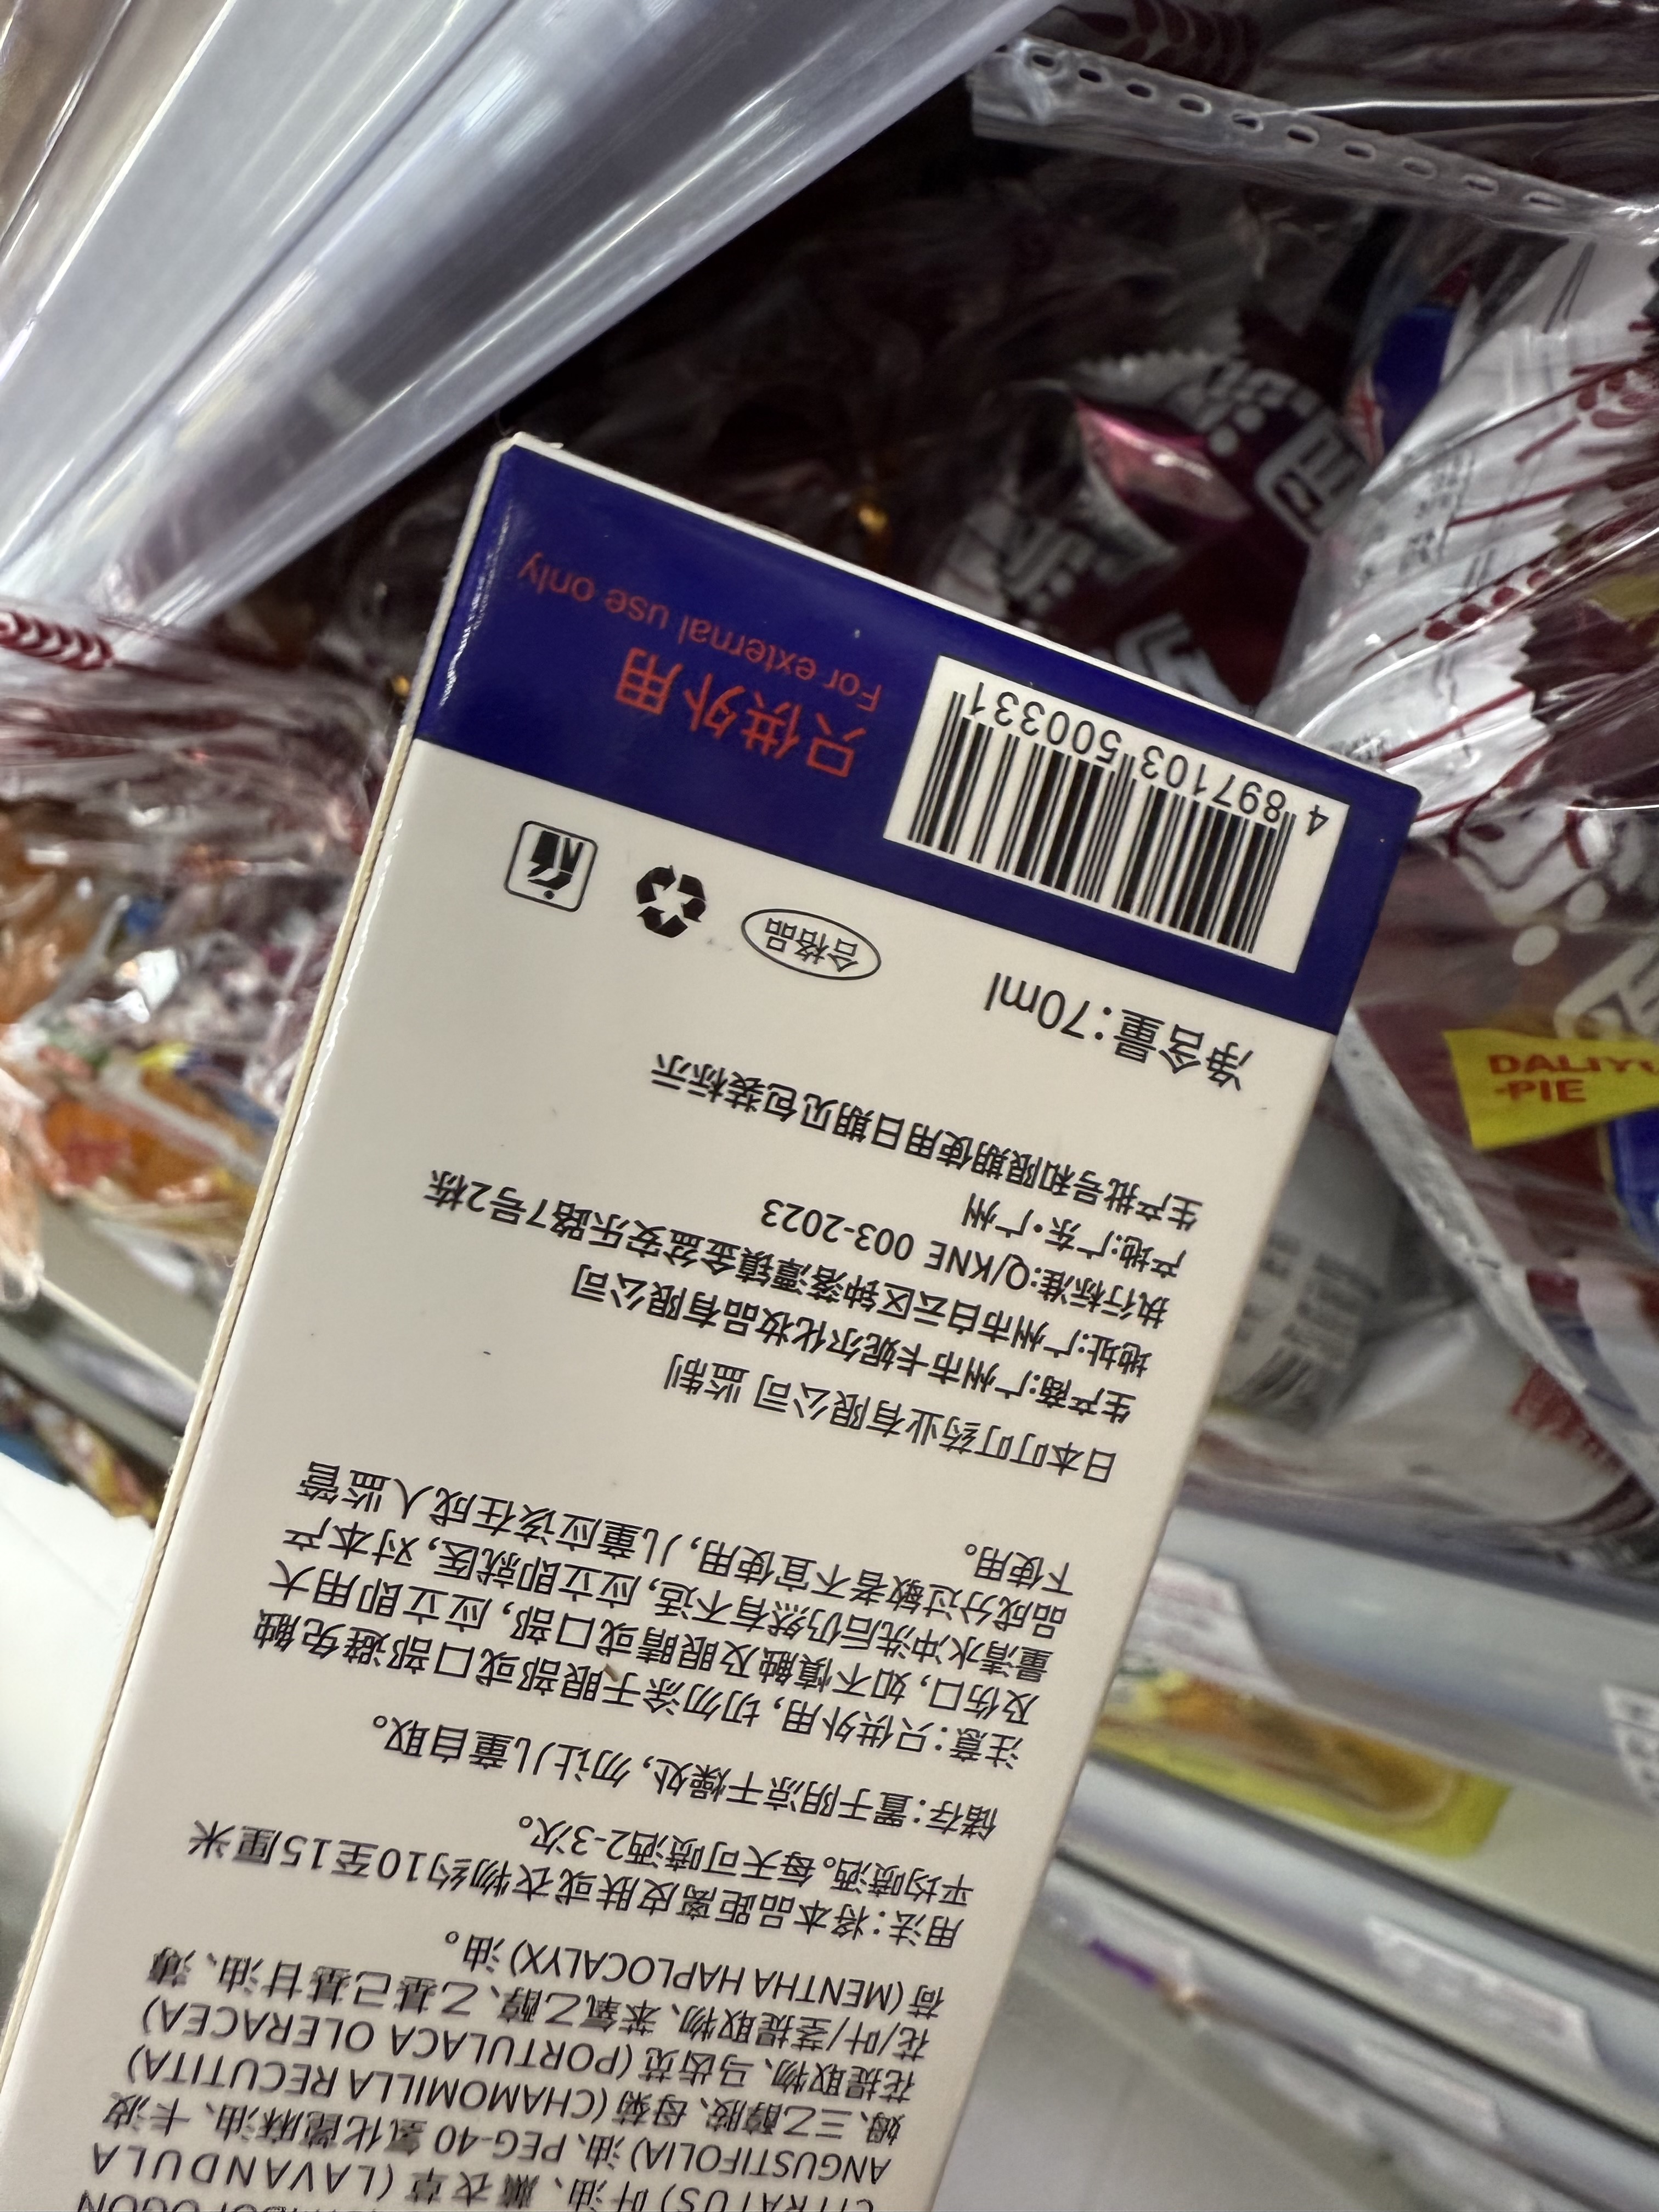 CITRATUS) 叶油、薰衣草 (LAVANDULA
ANGUSTIFOLIA) 油、PEG-40 氢化蓖麻油、卡波
姆、三乙醇胺、母菊 (CHAMOMILLA RECUTITA)
花提取物、马齿苋 (PORTULACA OLERACEA)
花/叶/茎提取物、苯氧乙醇、乙基己基甘油、薄
荷 (MENTHA HAPLOCALYX) 油。
用法：将本品距离皮肤或衣物约10至15厘米
平均喷洒。每天可喷洒2-3次。
储存：置于阴凉干燥处，勿让儿童自取。
注意：只供外用，切勿涂于眼部或口部避免触
及伤口，如不慎触及眼睛或口部，应立即用大
量清水冲洗后仍然有不适，应立即就医，对本产
品成分过敏者不宜使用，儿童应该在成人监管
下使用。
日本叮叮药业有限公司 监制
生产商:广州市卡妮尔化妆品有限公司
地址:广州市白云区钟落潭镇金盆安乐路7号2栋
执行标准:Q/KNE 003-2023
产地:广东·广州
生产批号和限期使用日期见包装标示
净含量:70ml
合格品
4 897103 500331
只供外用
For external use only
DALIYU
-PIE